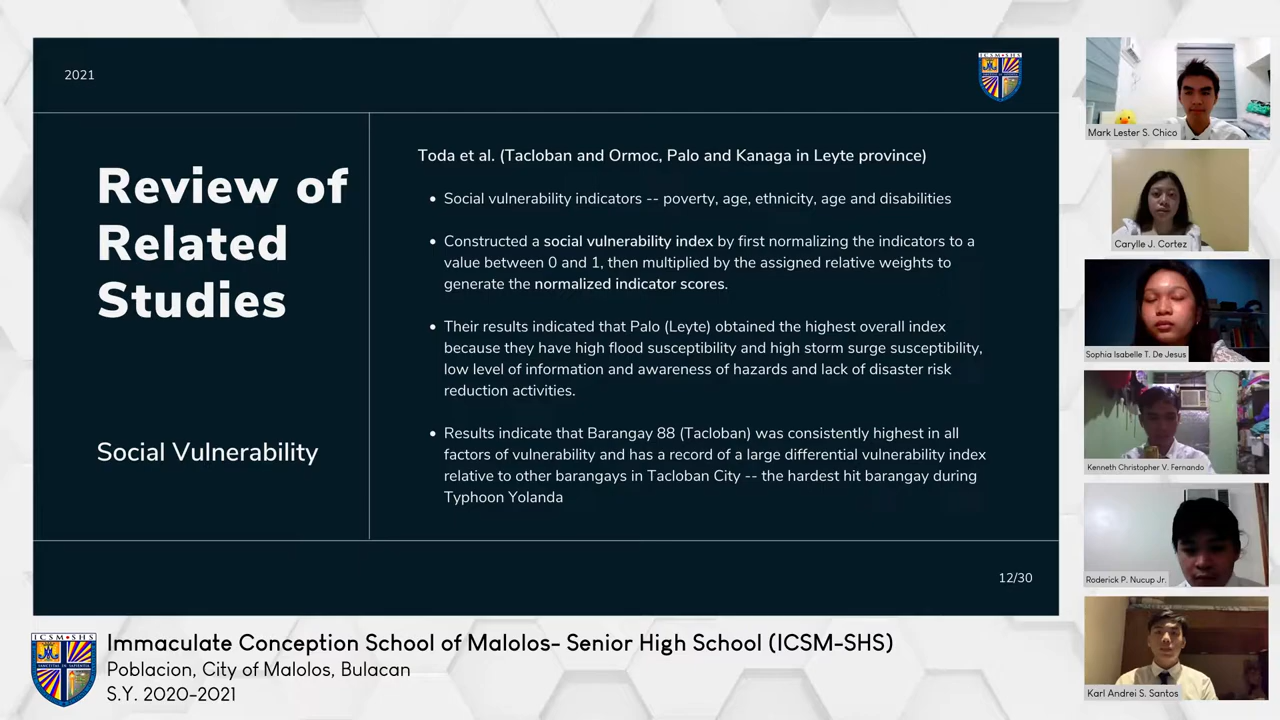 2021
ICSM•SHS
Review of
Related
Studies
Social Vulnerability
Toda et al. (Tacloban and Ormoc, Palo and Kanaga in Leyte province)
• Social vulnerability indicators -- poverty, age, ethnicity, age and disabilities
• Constructed a social vulnerability index by first normalizing the indicators to a
value between 0 and 1, then multiplied by the assigned relative weights to
generate the normalized indicator scores.
• Their results indicated that Palo (Leyte) obtained the highest overall index
because they have high flood susceptibility and high storm surge susceptibility,
low level of information and awareness of hazards and lack of disaster risk
reduction activities.
• Results indicate that Barangay 88 (Tacloban) was consistently highest in all
factors of vulnerability and has a record of a large differential vulnerability index
relative to other barangays in Tacloban City -- the hardest hit barangay during
Typhoon Yolanda
12/30
Mark Lester S. Chico
Carylle J. Cortez
Sophia Isabelle T. De Jesus
Kenneth Christopher V. Fernando
Roderick P. Nucup Jr.
Karl Andrei S. Santos
ICSM•SHS
Immaculate Conception School of Malolos- Senior High School (ICSM-SHS)
Poblacion, City of Malolos, Bulacan
S.Y. 2020-2021